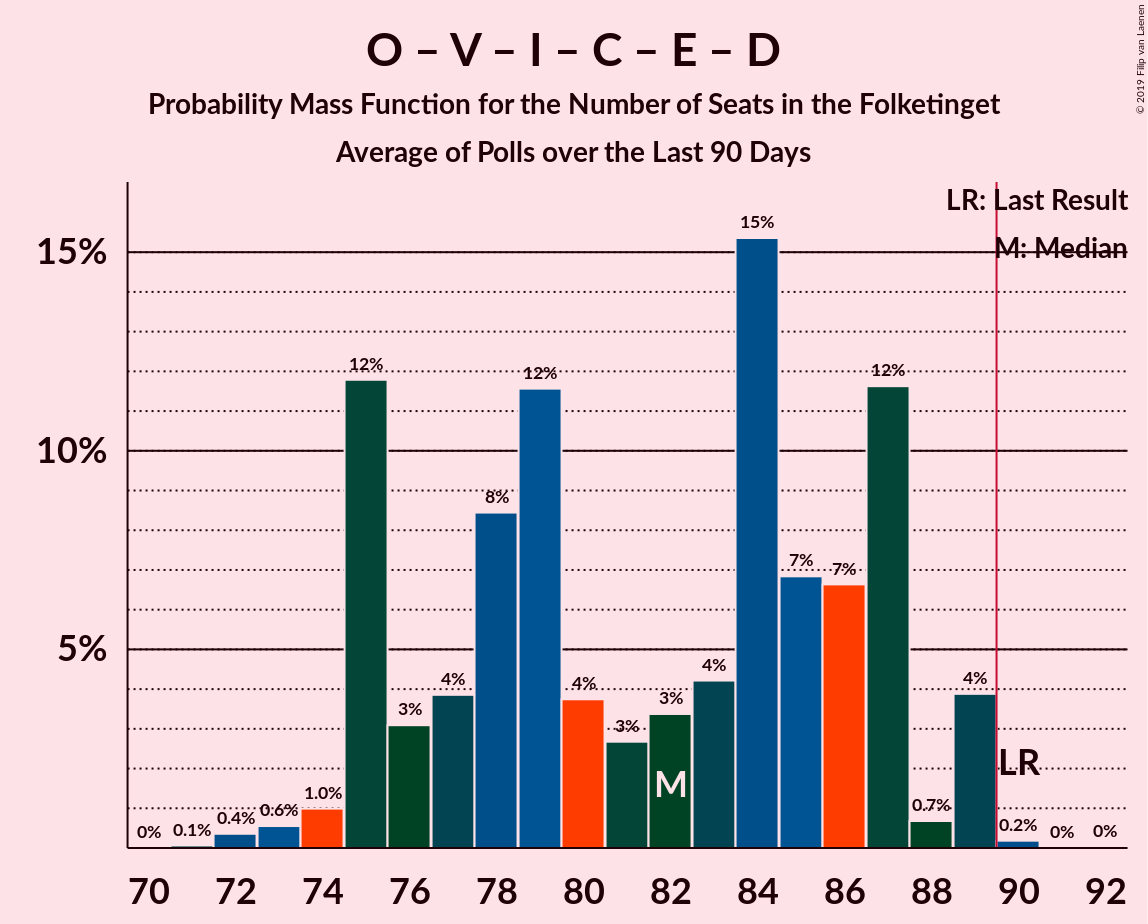 O – V – I – C – E – D
Probability Mass Function for the Number of Seats in the Folketinget
Average of Polls over the Last 90 Days
© 2019 Filip van Laenen
LR: Last Result
M: Median
15%
10%
5%
0% 0.1% 0.4% 0.6% 1.0% 12% 3% 4% 8% 12% 4% 3% 3% 4% 15% 7% 7% 12% 0.7% 4% 0.2% 0% 0%
M
LR
70 72 74 76 78 80 82 84 86 88 90 92